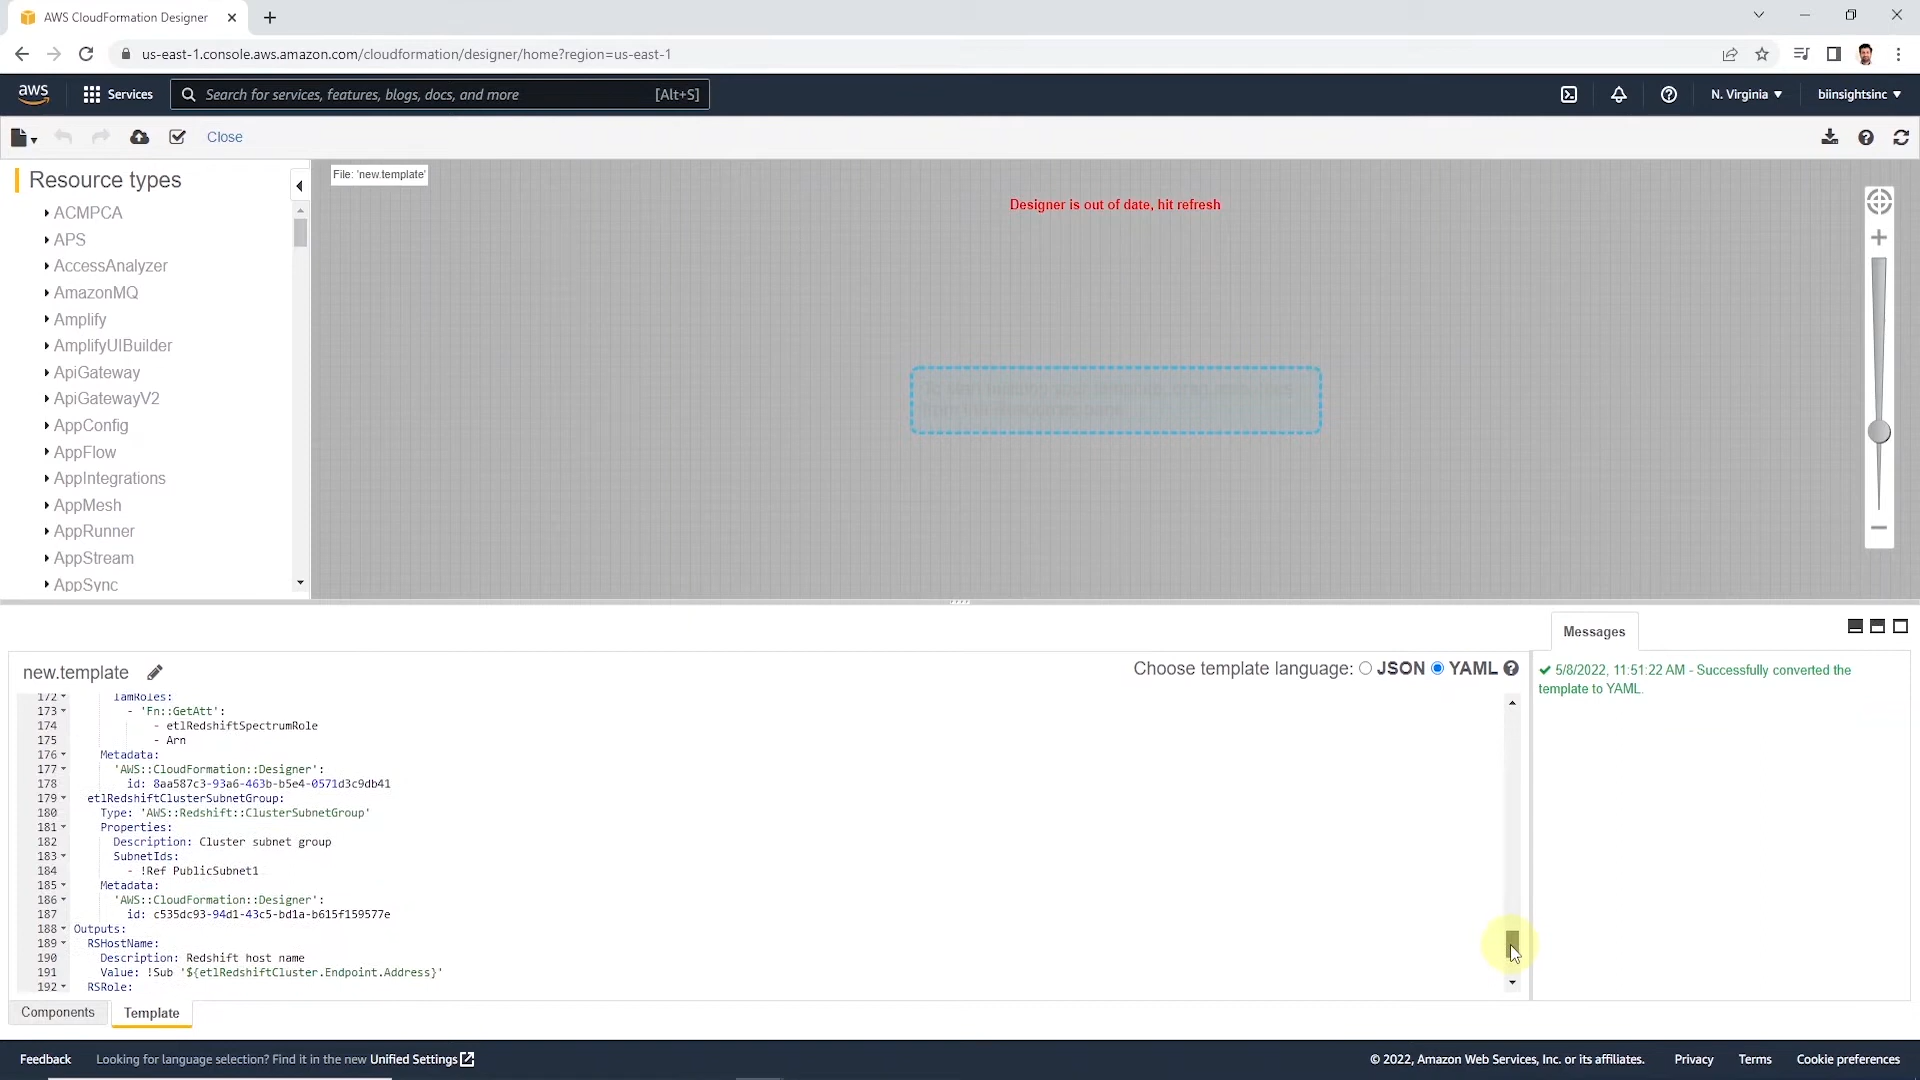 AWS CloudFormation Designer
us-east-1.console.aws.amazon.com/cloudformation/designer/home?region=us-east-1
aws
Services
Search for services, features, blogs, docs, and more
[Alt+S]
N. Virginia
biinsightsinc
Close
Resource types
ACMPCA
APS
AccessAnalyzer
AmazonMQ
Amplify
AmplifyUIBuilder
ApiGateway
ApiGatewayV2
AppConfig
AppFlow
AppIntegrations
AppMesh
AppRunner
AppStream
AppSync
File: 'new.template'
Designer is out of date, hit refresh
new.template
Choose template language: JSON YAML
172 IamRoles:
173 - 'Fn::GetAtt':
174 - etlRedshiftSpectrumRole
175 - Arn
176 Metadata:
177 'AWS::CloudFormation::Designer':
178 id: 8aa587c3-93a6-463b-b5e4-0571d3c9db41
179 etlRedshiftClusterSubnetGroup:
180 Type: 'AWS::Redshift::ClusterSubnetGroup'
181 Properties:
182 Description: Cluster subnet group
183 SubnetIds:
184 - !Ref PublicSubnet1
185 Metadata:
186 'AWS::CloudFormation::Designer':
187 id: c535dc93-94d1-43c5-bd1a-b615f159577e
188 Outputs:
189 RSHostName:
190 Description: Redshift host name
191 Value: !Sub '${etlRedshiftCluster.Endpoint.Address}'
192 RSRole:
Messages
5/8/2022, 11:51:22 AM - Successfully converted the
template to YAML.
Components
Template
Feedback
Looking for language selection? Find it in the new Unified Settings
© 2022, Amazon Web Services, Inc. or its affiliates.
Privacy
Terms
Cookie preferences